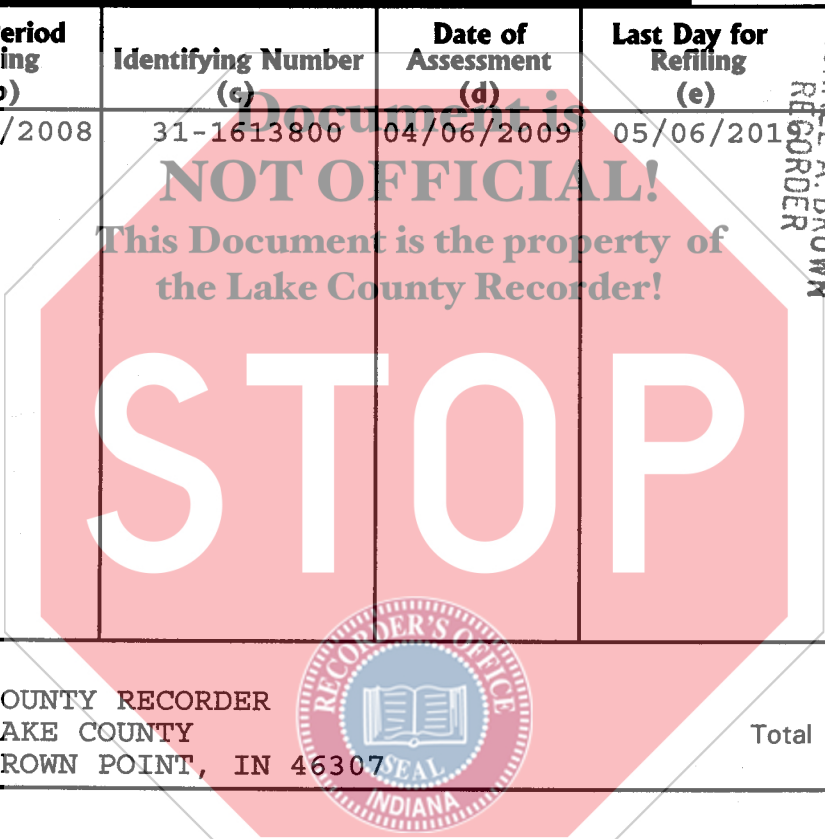 eriod
ing
Identifying Number
(c)
Date of
Assessment
(d)
Last Day for
Refiling
(e)
/2008 31-1613800 04/06/2009 05/06/2019
RECORDER
BROWN
Document is
NOT OFFICIAL!
This Document is the property of
the Lake County Recorder!
STOP
OUNTY RECORDER
AKE COUNTY
ROWN POINT, IN 46307
Total
RECORDER'S OFFICE
SEAL
INDIANA